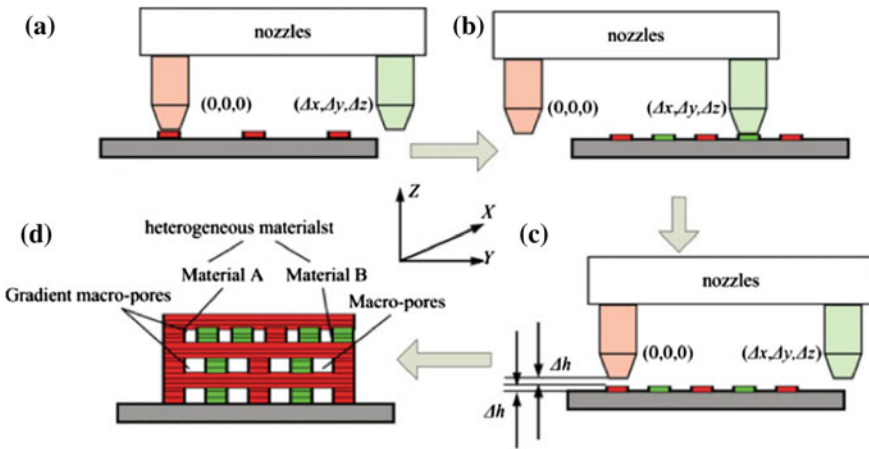 (a)
nozzles
(0,0,0)
(Δx,Δy,Δz)
(b)
nozzles
(0,0,0)
(Δx,Δy,Δz)
Z
X
Y
(d)
heterogeneous materialst
Material A
Material B
Gradient macro-pores
Macro-pores
(c)
nozzles
(0,0,0)
(Δx,Δy,Δz)
Δh
Δh